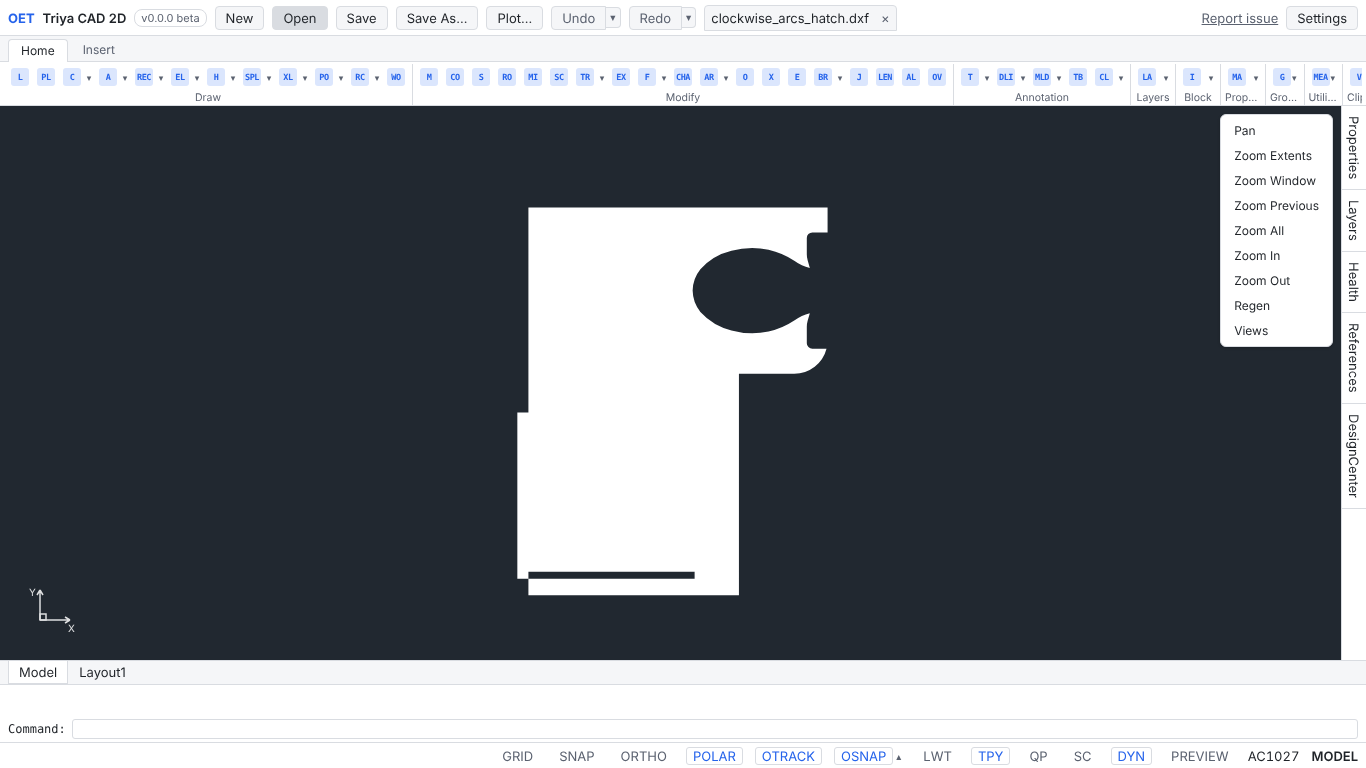 OET Triya CAD 2D v0.0.0 beta New Open Save Save As... Plot... Undo ▾ Redo ▾ clockwise_arcs_hatch.dxf × Report issue Settings
Home Insert
L PL C ▾ A ▾ REC ▾ EL ▾ H ▾ SPL ▾ XL ▾ PO ▾ RC ▾ WO M CO S RO MI SC TR ▾ EX F ▾ CHA AR ▾ O X E BR ▾ J LEN AL OV T ▾ DLI ▾ MLD ▾ TB CL ▾ LA ▾ I ▾ MA ▾ G ▾ MEA ▾ V
Draw Modify Annotation Layers Block Prop... Gro... Utili... Clip
Pan
Zoom Extents
Zoom Window
Zoom Previous
Zoom All
Zoom In
Zoom Out
Regen
Views
Properties
Layers
Health
References
DesignCenter
Y
X
Model Layout1
Command:
GRID SNAP ORTHO POLAR OTRACK OSNAP ▴ LWT TPY QP SC DYN PREVIEW AC1027 MODEL